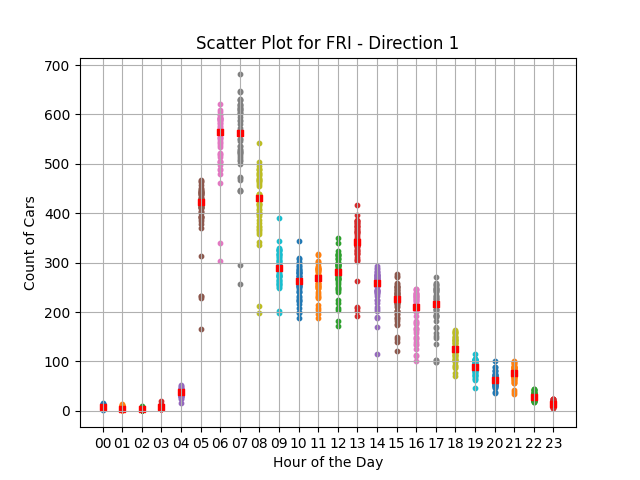 Scatter Plot for FRI - Direction 1
700
600
500
400
300
200
100
0
Count of Cars
00 01 02 03 04 05 06 07 08 09 10 11 12 13 14 15 16 17 18 19 20 21 22 23
Hour of the Day